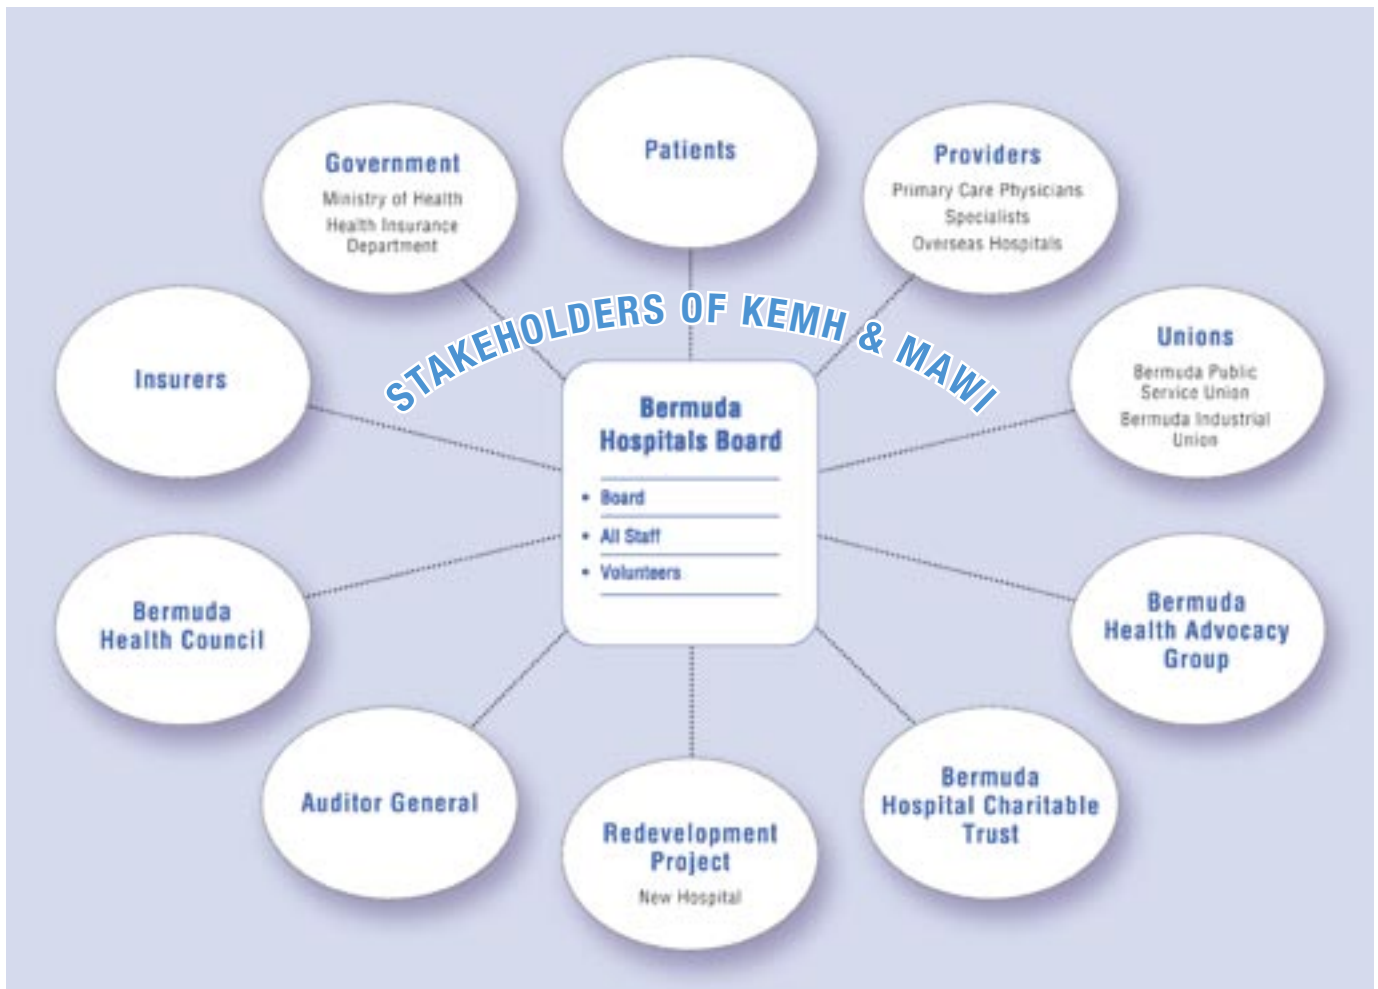 Patients
Government
Ministry of Health
Health Insurance
Department
Providers
Primary Care Physicians
Specialists
Overseas Hospitals
STAKEHOLDERS OF KEMH & MAWI
Insurers
Unions
Bermuda Public
Service Union
Bermuda Industrial
Union
Bermuda
Hospitals Board
• Board
• All Staff
• Volunteers
Bermuda
Health Council
Bermuda
Health Advocacy
Group
Auditor General
Redevelopment
Project
New Hospital
Bermuda
Hospital Charitable
Trust